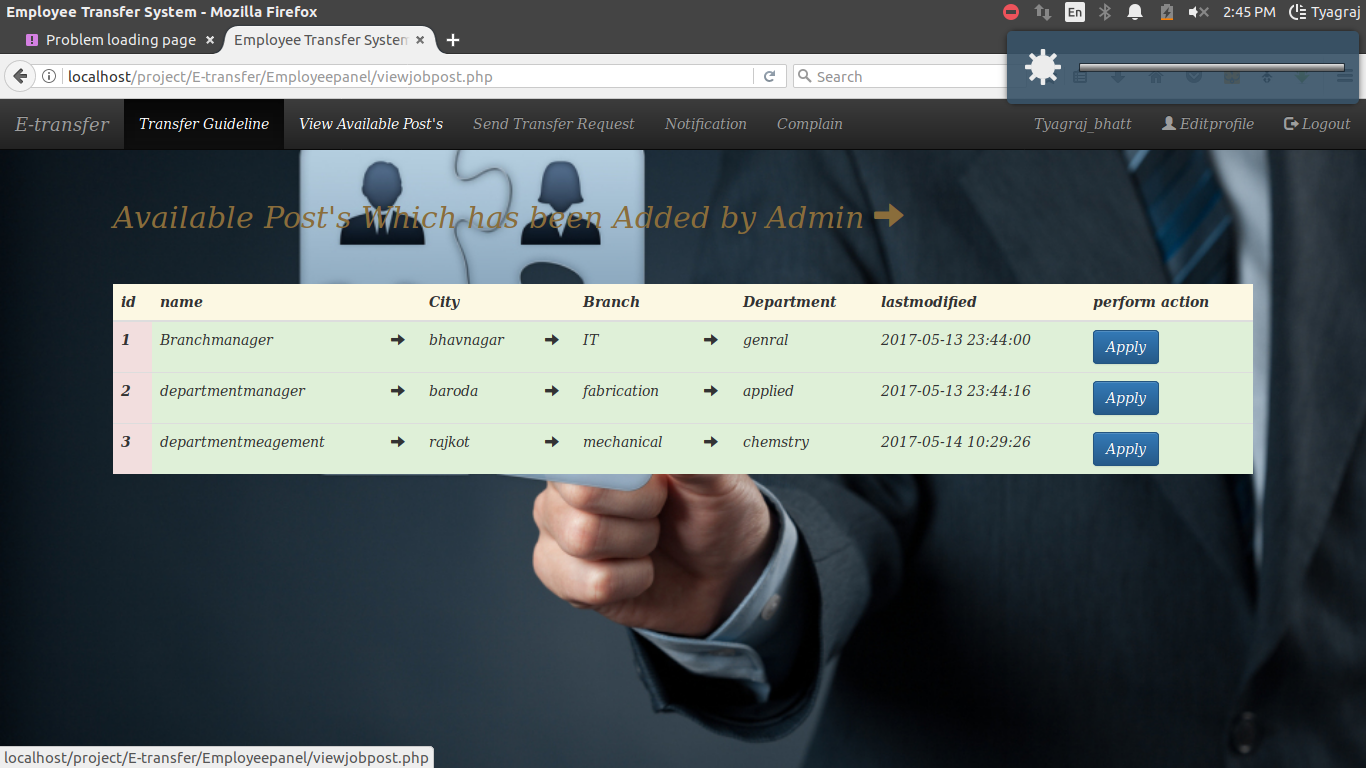 Employee Transfer System - Mozilla Firefox En 2:45 PM Tyagraj
Problem loading page × Employee Transfer System × +
localhost/project/E-transfer/Employeepanel/viewjobpost.php Search
E-transfer Transfer Guideline View Available Post's Send Transfer Request Notification Complain Tyagraj_bhatt Editprofile Logout
Available Post's Which has been Added by Admin
id name City Branch Department lastmodified perform action
1 Branchmanager bhavnagar IT genral 2017-05-13 23:44:00 Apply
2 departmentmanager baroda fabrication applied 2017-05-13 23:44:16 Apply
3 departmentmeagement rajkot mechanical chemstry 2017-05-14 10:29:26 Apply
localhost/project/E-transfer/Employeepanel/viewjobpost.php